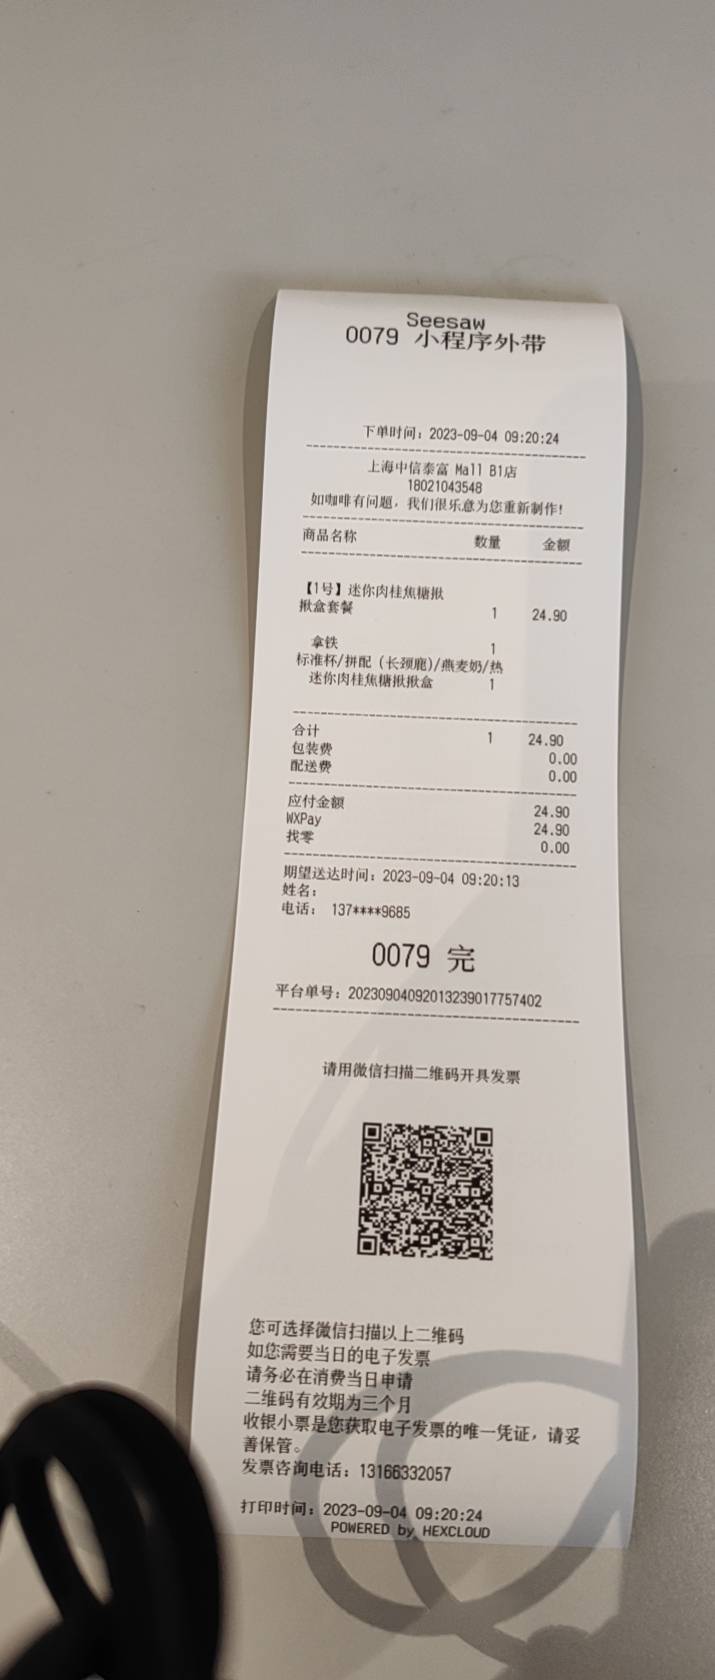 Seesaw
0079 小程序外带
下单时间：2023-09-04 09:20:24
上海中信泰富 Mall B1店
18021043548
如咖啡有问题，我们很乐意为您重新制作！
商品名称 数量 金额
【1号】迷你肉桂焦糖揪
揪盒套餐 1 24.90
拿铁 1
标准杯/拼配（长颈鹿)/燕麦奶/热
迷你肉桂焦糖揪揪盒 1
合计 1 24.90
包装费 0.00
配送费 0.00
应付金额 24.90
WXPay 24.90
找零 0.00
期望送达时间：2023-09-04 09:20:13
姓名：
电话： 137****9685
0079 完
平台单号：20230904092013239017757402
请用微信扫描二维码开具发票
您可选择微信扫描以上二维码
如您需要当日的电子发票
请务必在消费当日申请
二维码有效期为三个月
收银小票是您获取电子发票的唯一凭证，请妥
善保管。
发票咨询电话：13166332057
打印时间：2023-09-04 09:20:24
POWERED by HEXCLOUD